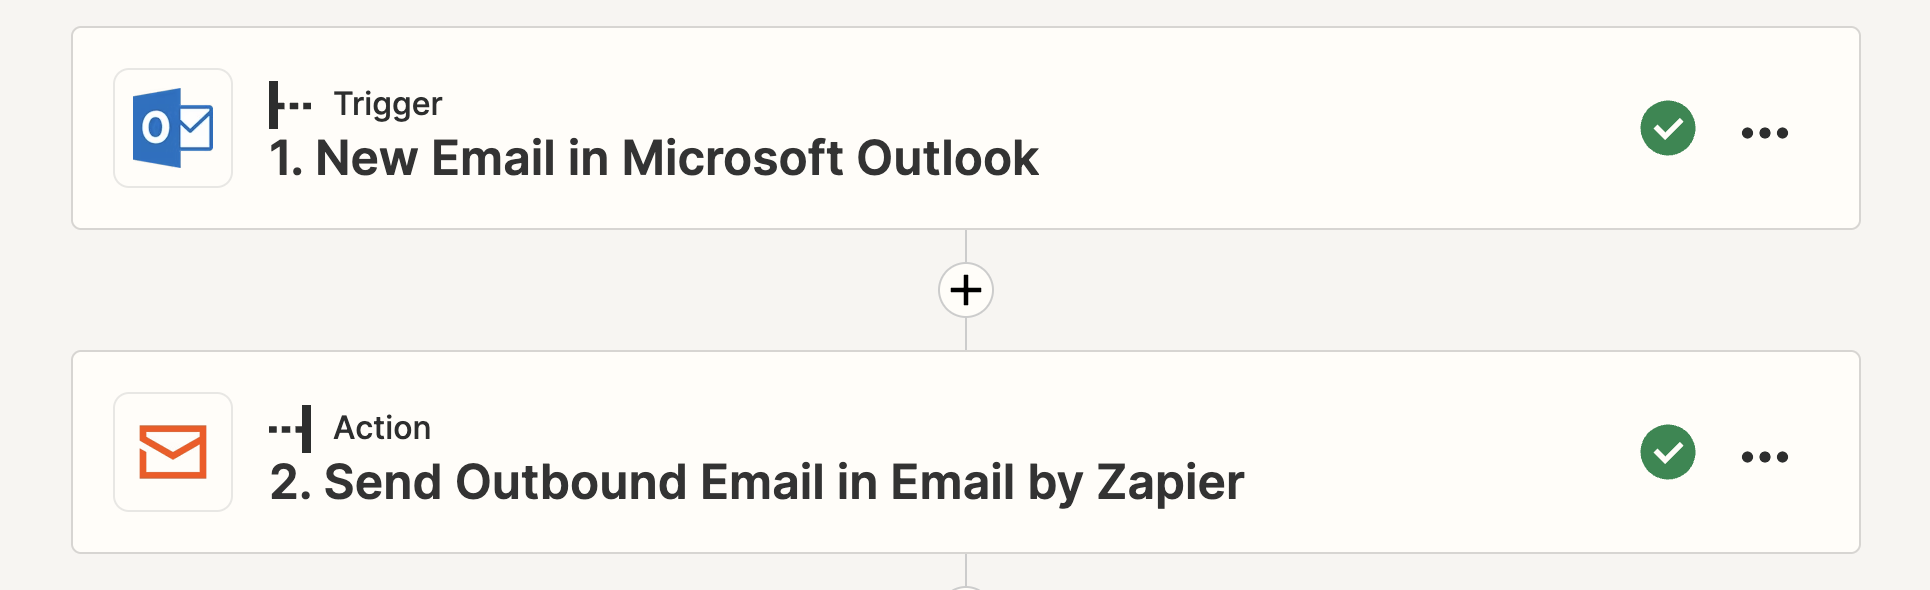 Trigger
1. New Email in Microsoft Outlook
Action
2. Send Outbound Email in Email by Zapier